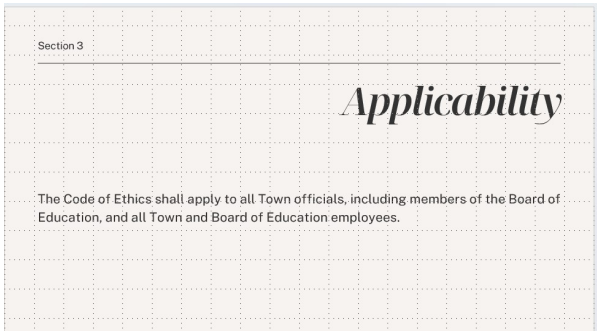 Section 3
Applicability
The Code of Ethics shall apply to all Town officials, including members of the Board of
Education, and all Town and Board of Education employees.